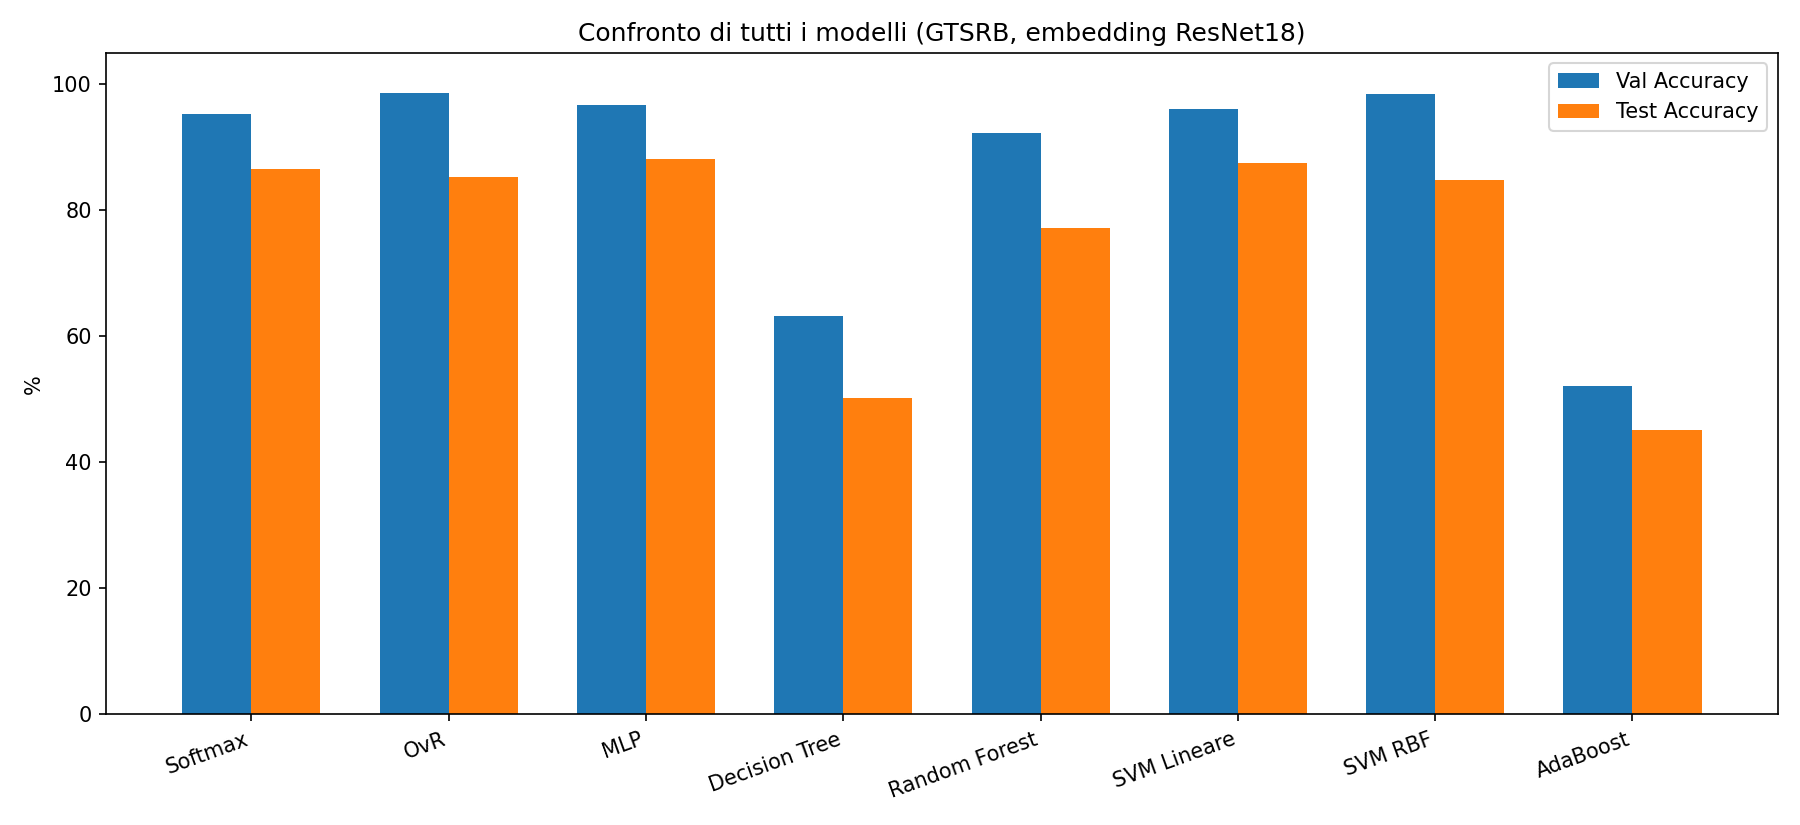 Confronto di tutti i modelli (GTSRB, embedding ResNet18)
Val Accuracy
Test Accuracy
%
100
80
60
40
20
0
Softmax
OvR
MLP
Decision Tree
Random Forest
SVM Lineare
SVM RBF
AdaBoost